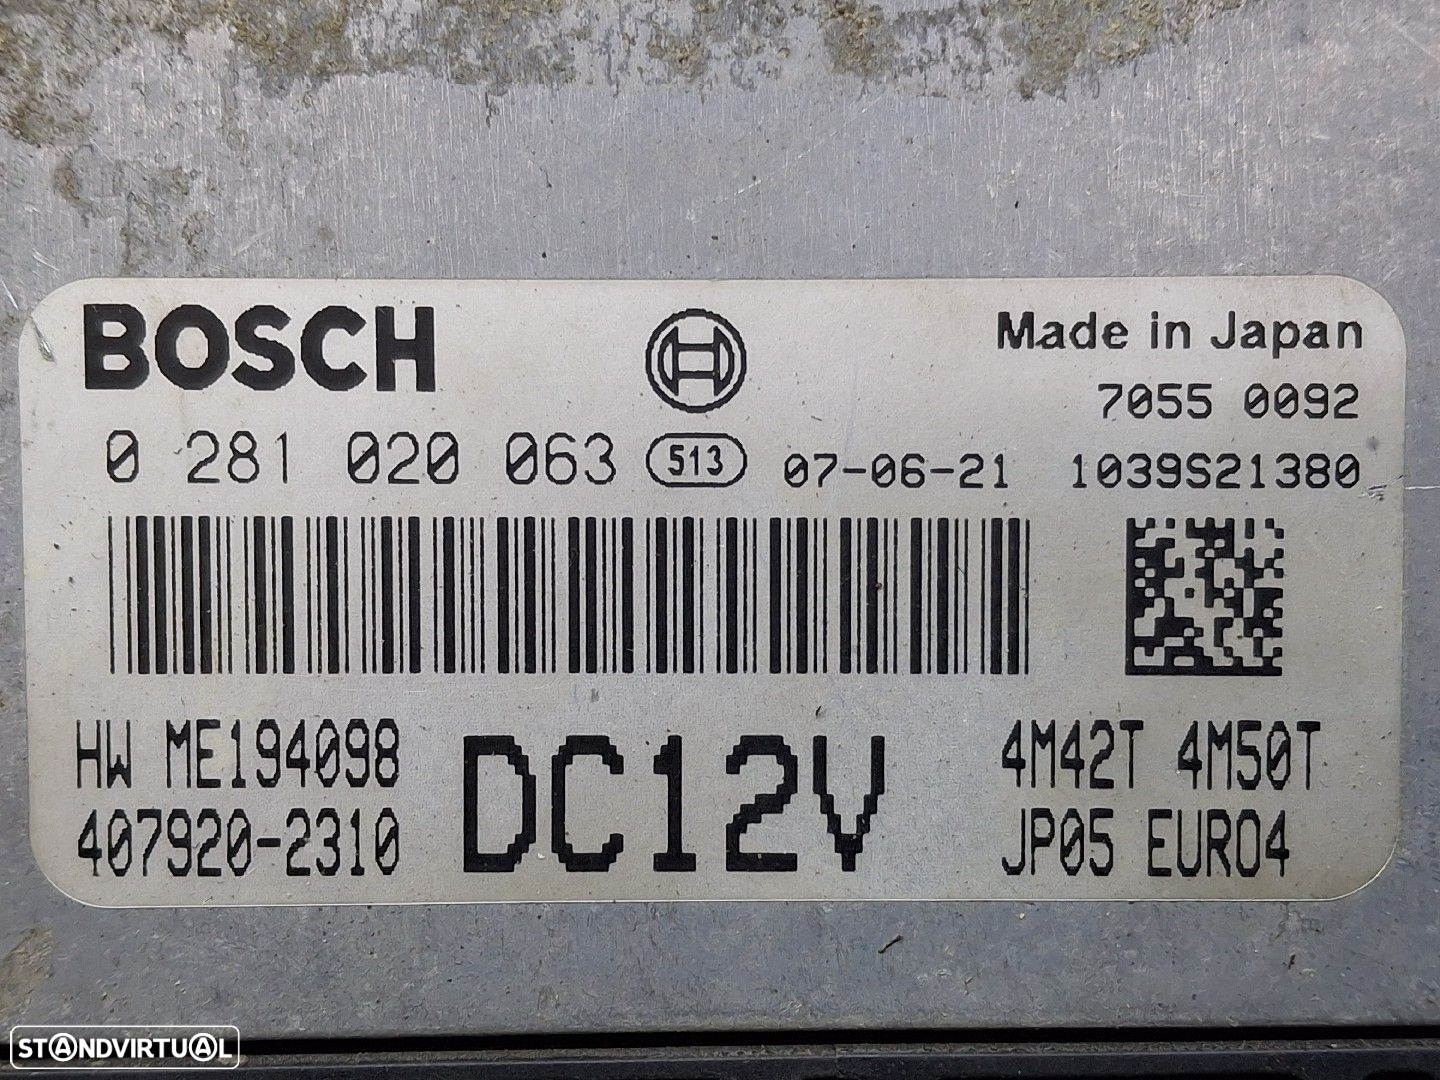 BOSCH
Made in Japan
7055 0092
0 281 020 063 513 07-06-21 1039S21380
HW ME194098
407920-2310
DC12V
4M42T 4M50T
JP05 EURO4
STANDVIRTUAL